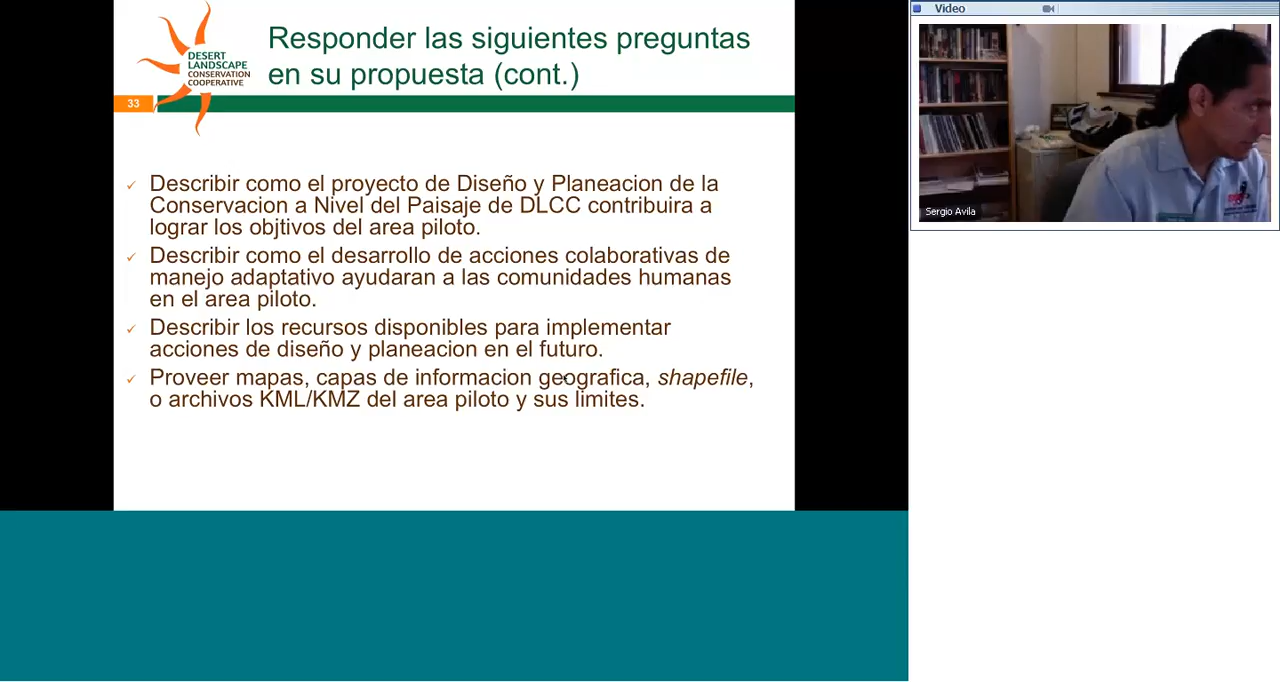 DESERT
LANDSCAPE
CONSERVATION
COOPERATIVE
Responder las siguientes preguntas
en su propuesta (cont.)
33
✓ Describir como el proyecto de Diseño y Planeacion de la
Conservacion a Nivel del Paisaje de DLCC contribuira a
lograr los objtivos del area piloto.
✓ Describir como el desarrollo de acciones colaborativas de
manejo adaptativo ayudaran a las comunidades humanas
en el area piloto.
✓ Describir los recursos disponibles para implementar
acciones de diseño y planeacion en el futuro.
✓ Proveer mapas, capas de informacion geografica, shapefile,
o archivos KML/KMZ del area piloto y sus limites.
Video
Sergio Avila